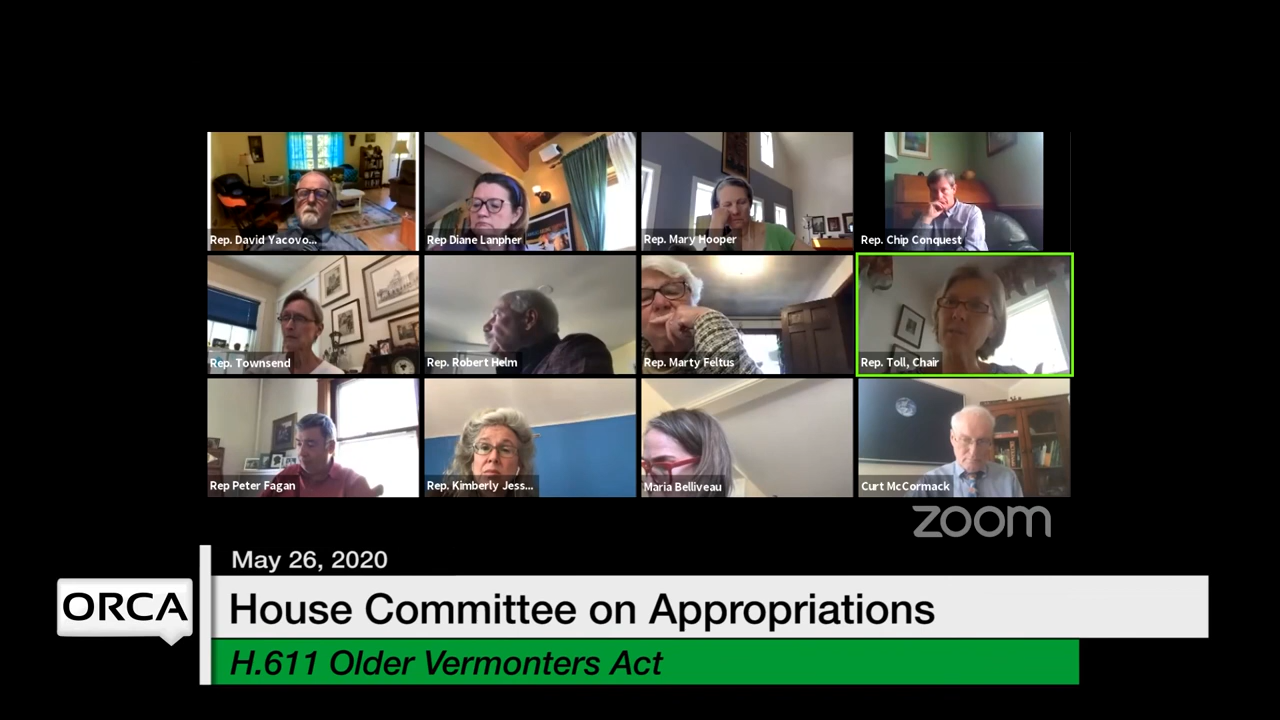 Rep. David Yacovo...
Rep Diane Lanpher
Rep. Mary Hooper
Rep. Chip Conquest
Rep. Townsend
Rep. Robert Helm
Rep. Marty Feltus
Rep. Toll, Chair
Rep Peter Fagan
Rep. Kimberly Jess...
Maria Belliveau
Curt McCormack
zoom
May 26, 2020
ORCA
House Committee on Appropriations
H.611 Older Vermonters Act